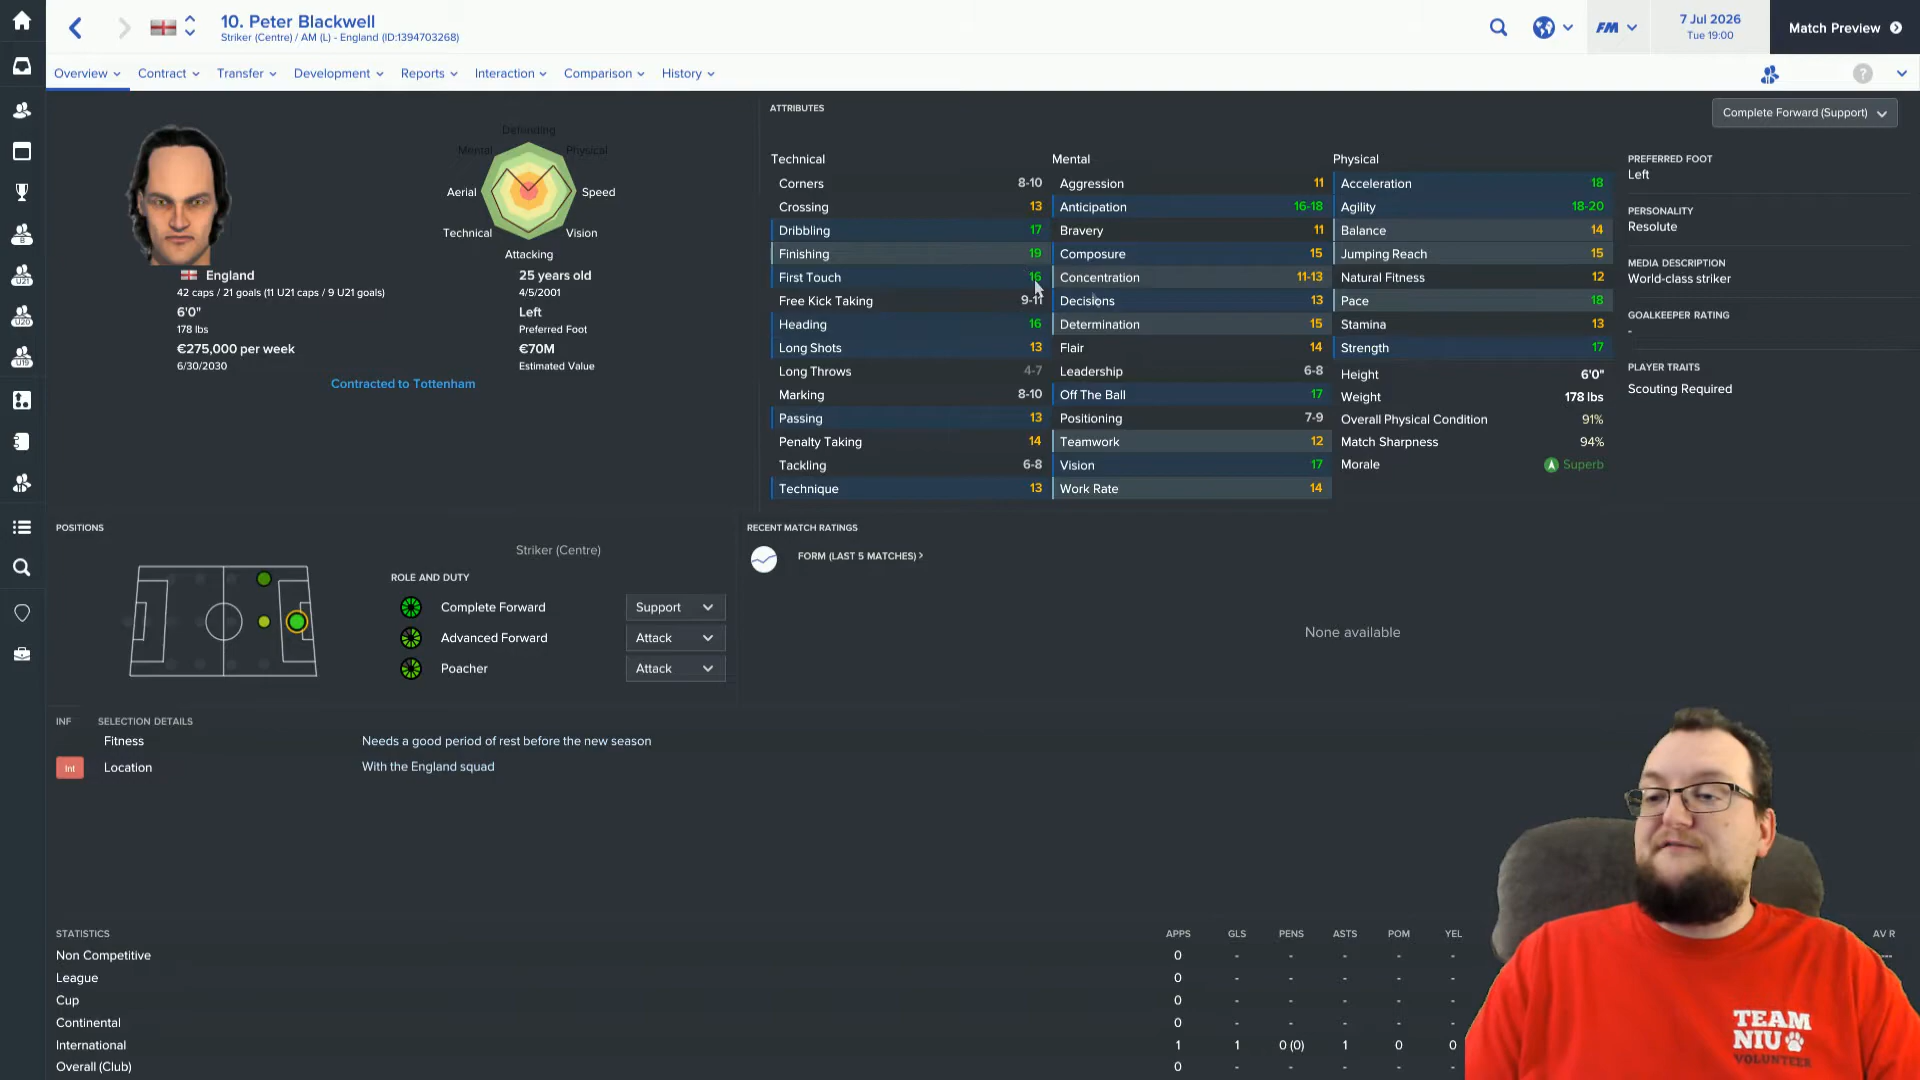 10. Peter Blackwell
Striker (Centre) / AM (L) - England (ID:1394703268)
FM
7 Jul 2026
Tue 19:00
Match Preview
Overview
Contract
Transfer
Development
Reports
Interaction
Comparison
History
?
B
U21
U20
U19
Defending
Mental
Physical
Aerial
Speed
Technical
Vision
Attacking
England
42 caps / 21 goals (11 U21 caps / 9 U21 goals)
6'0"
178 lbs
€275,000 per week
6/30/2030
25 years old
4/5/2001
Left
Preferred Foot
€70M
Estimated Value
Contracted to Tottenham
ATTRIBUTES
Complete Forward (Support)
Technical
Corners 8-10
Crossing 13
Dribbling 17
Finishing 19
First Touch 16
Free Kick Taking 9-11
Heading 16
Long Shots 13
Long Throws 4-7
Marking 8-10
Passing 13
Penalty Taking 14
Tackling 6-8
Technique 13
Mental
Aggression 11
Anticipation 16-18
Bravery 11
Composure 15
Concentration 11-13
Decisions 13
Determination 15
Flair 14
Leadership 6-8
Off The Ball 17
Positioning 7-9
Teamwork 12
Vision 17
Work Rate 14
Physical
Acceleration 18
Agility 18-20
Balance 14
Jumping Reach 15
Natural Fitness 12
Pace 18
Stamina 13
Strength 17
Height 6'0"
Weight 178 lbs
Overall Physical Condition 91%
Match Sharpness 94%
Morale Superb
PREFERRED FOOT
Left
PERSONALITY
Resolute
MEDIA DESCRIPTION
World-class striker
GOALKEEPER RATING
-
PLAYER TRAITS
Scouting Required
POSITIONS
Striker (Centre)
ROLE AND DUTY
Complete Forward Support
Advanced Forward Attack
Poacher Attack
RECENT MATCH RATINGS
FORM (LAST 5 MATCHES) >
None available
INF SELECTION DETAILS
Fitness Needs a good period of rest before the new season
Int Location With the England squad
STATISTICS APPS GLS PENS ASTS POM YEL AV R
Non Competitive 0 - - - - -
League 0 - - - - -
Cup 0 - - - - -
Continental 0 - - - - -
International 1 1 0 (0) 1 0 0
Overall (Club) 0 - - - - -
TEAM
NIU
VOLUNTEER